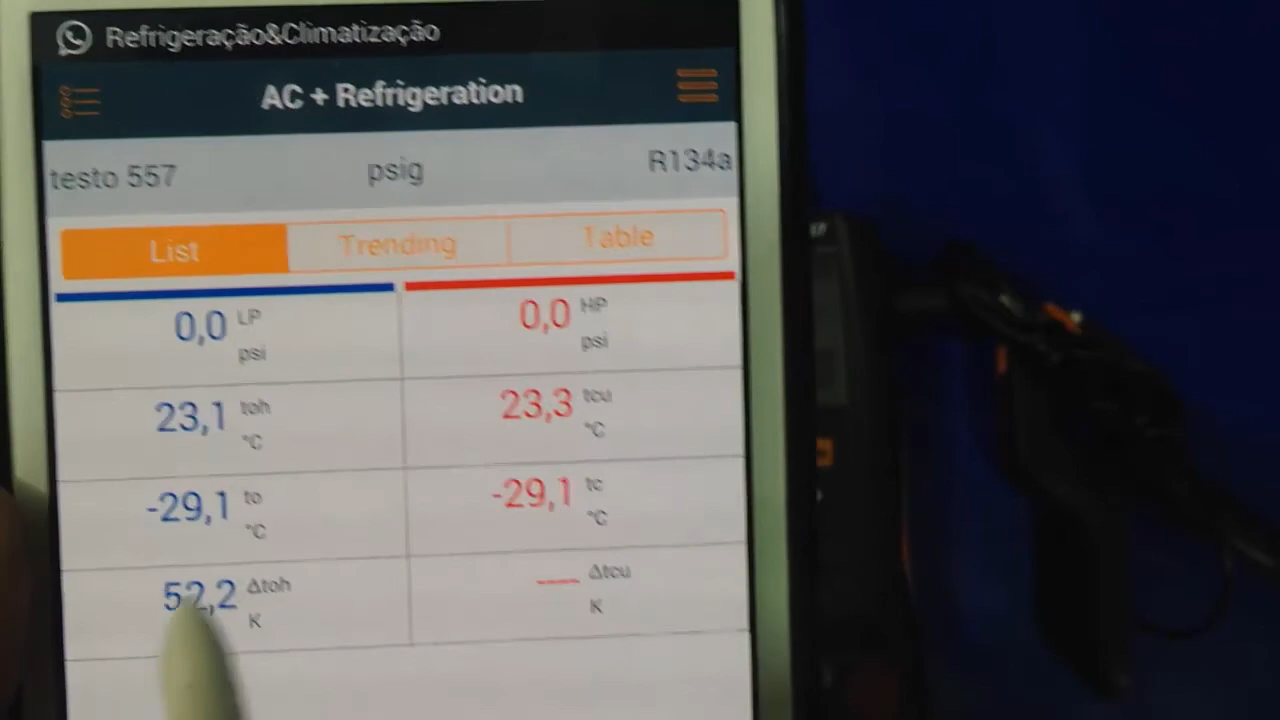 Refrigeração&Climatização
AC + Refrigeration
testo 557 psig R134a
List Trending Table
0,0 LP psi 0,0 HP psi
23,1 toh °C 23,3 tcu °C
-29,1 to °C -29,1 tc °C
52,2 Δtoh K ---- Δtcu K